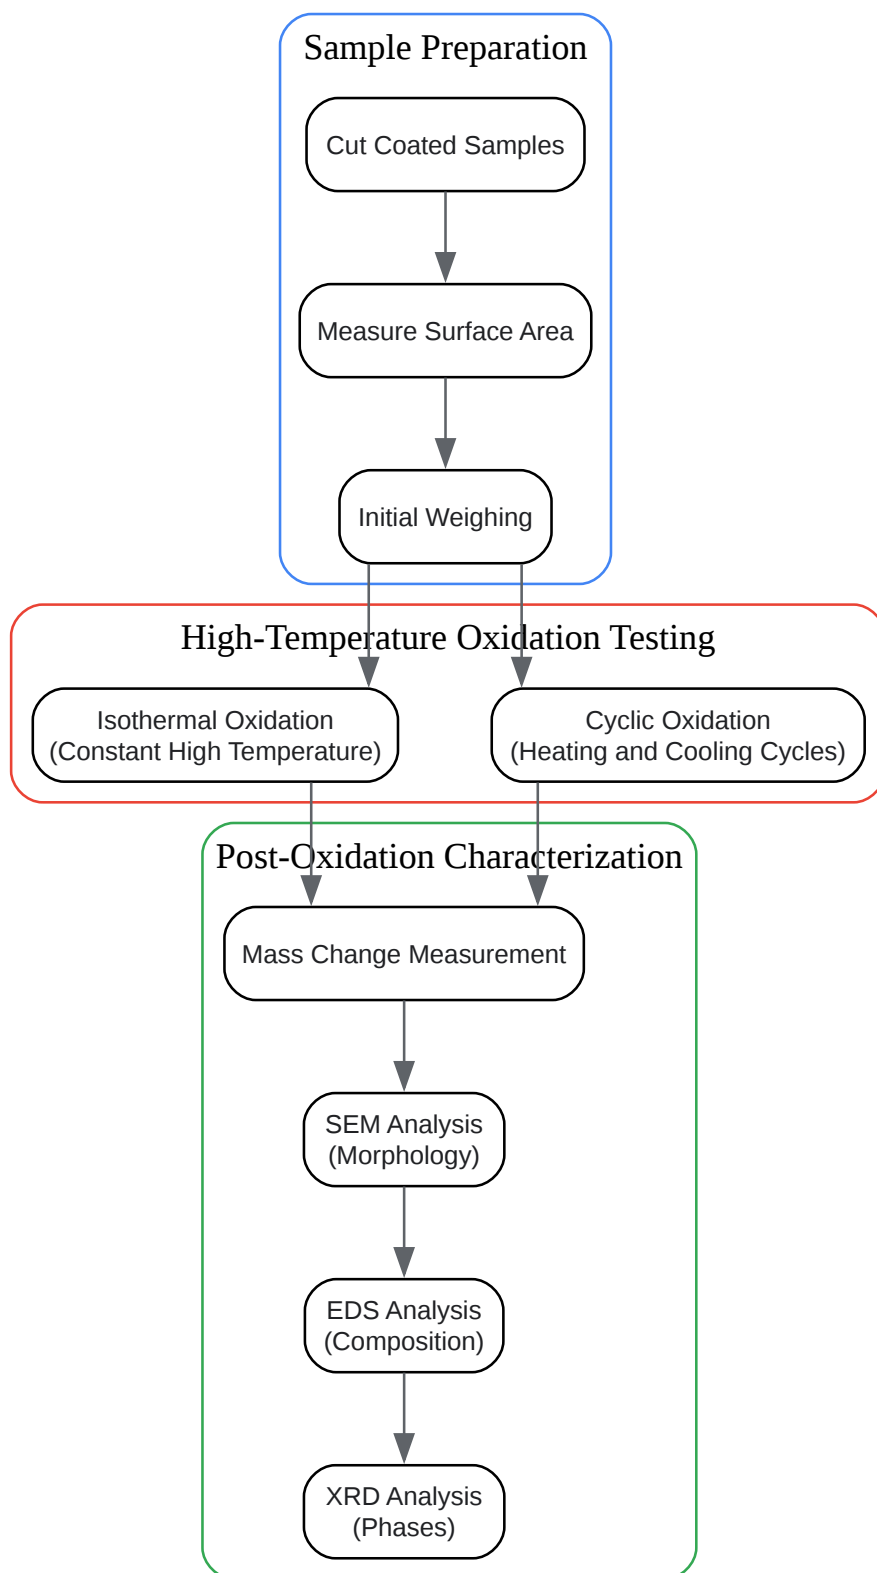 Sample Preparation
Cut Coated Samples
Measure Surface Area
Initial Weighing
High-Temperature Oxidation Testing
Isothermal Oxidation
(Constant High Temperature)
Cyclic Oxidation
(Heating and Cooling Cycles)
Post-Oxidation Characterization
Mass Change Measurement
SEM Analysis
(Morphology)
EDS Analysis
(Composition)
XRD Analysis
(Phases)